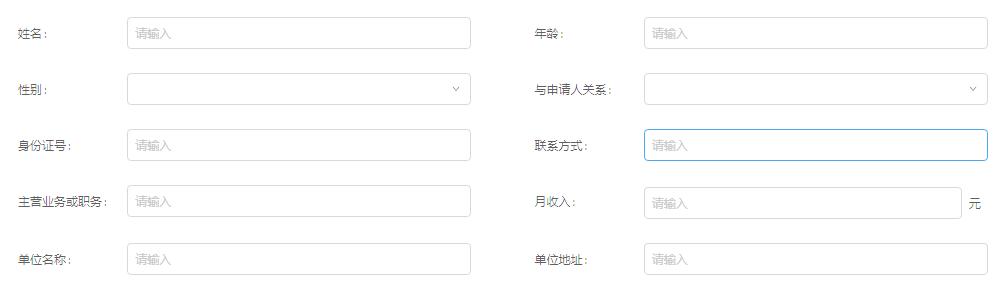 姓名： 请输入 年龄： 请输入
性别： 与申请人关系：
身份证号： 请输入 联系方式： 请输入
主营业务或职务： 请输入 月收入： 请输入 元
单位名称： 请输入 单位地址： 请输入